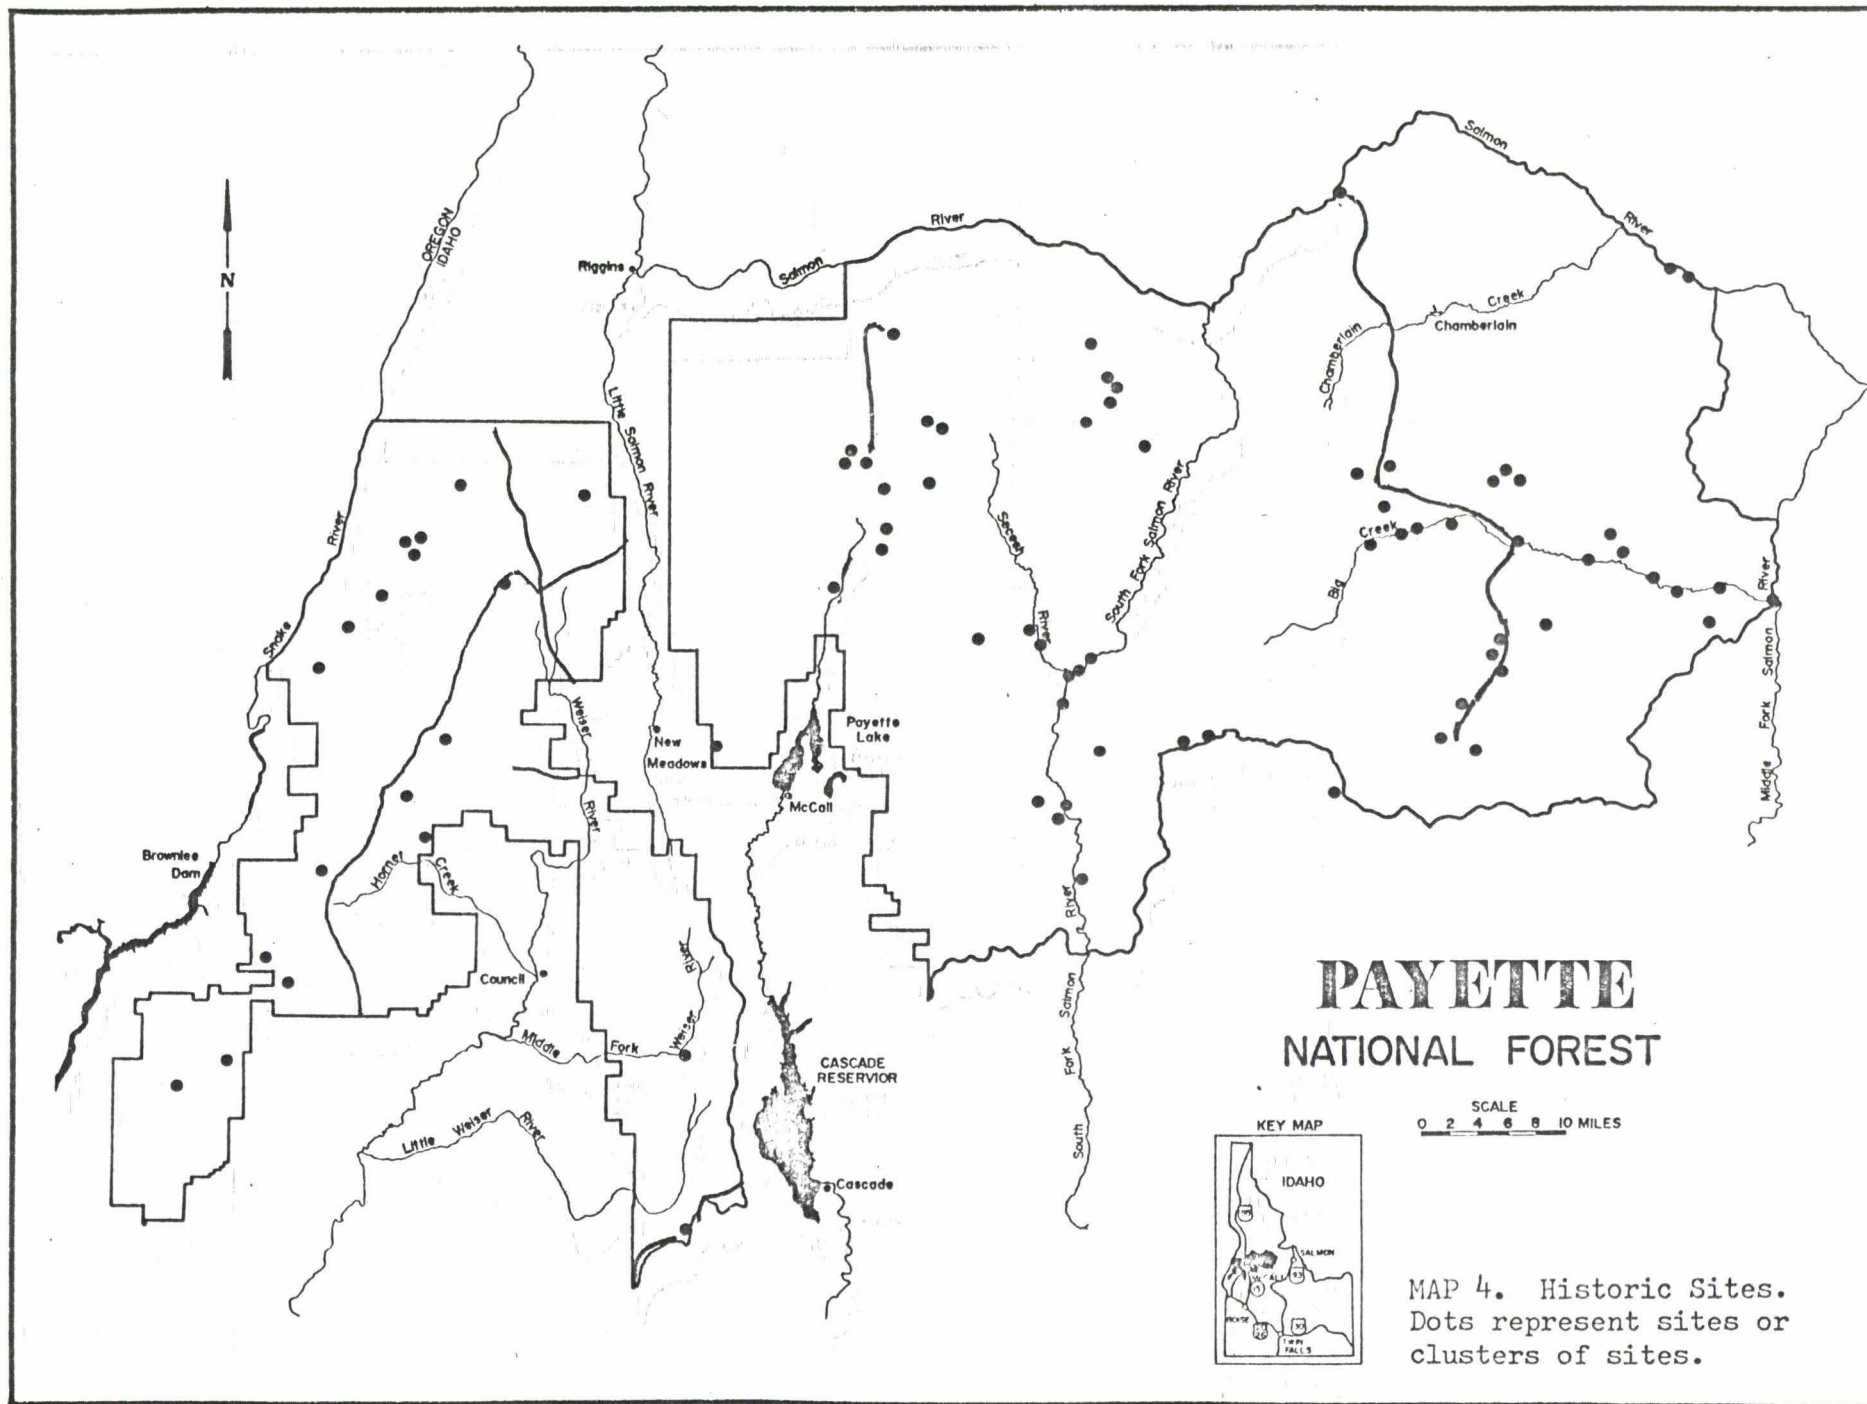 Salmon
River
OREGON
IDAHO
River
N
Riggins
Salmon
Creek
Chamberlain
Chamberlain
Little Salmon River
River
South Fork Salmon River
Secesh
River
Creek
Big
River
Snake
Middle Fork Salmon
Weiser
River
Payette
Lake
New
Meadows
McCall
Brownlee
Dam
Hornet
Creek
River
Council
River
Weiser
Middle Fork
South Fork Salmon
CASCADE
RESERVIOR
Little Weiser River
Cascade
PAYETTE
NATIONAL FOREST
SCALE
0 2 4 6 8 10 MILES
KEY MAP
IDAHO
SALMON
93
BOISE
30
TWIN
FALLS
MAP 4. Historic Sites.
Dots represent sites or
clusters of sites.